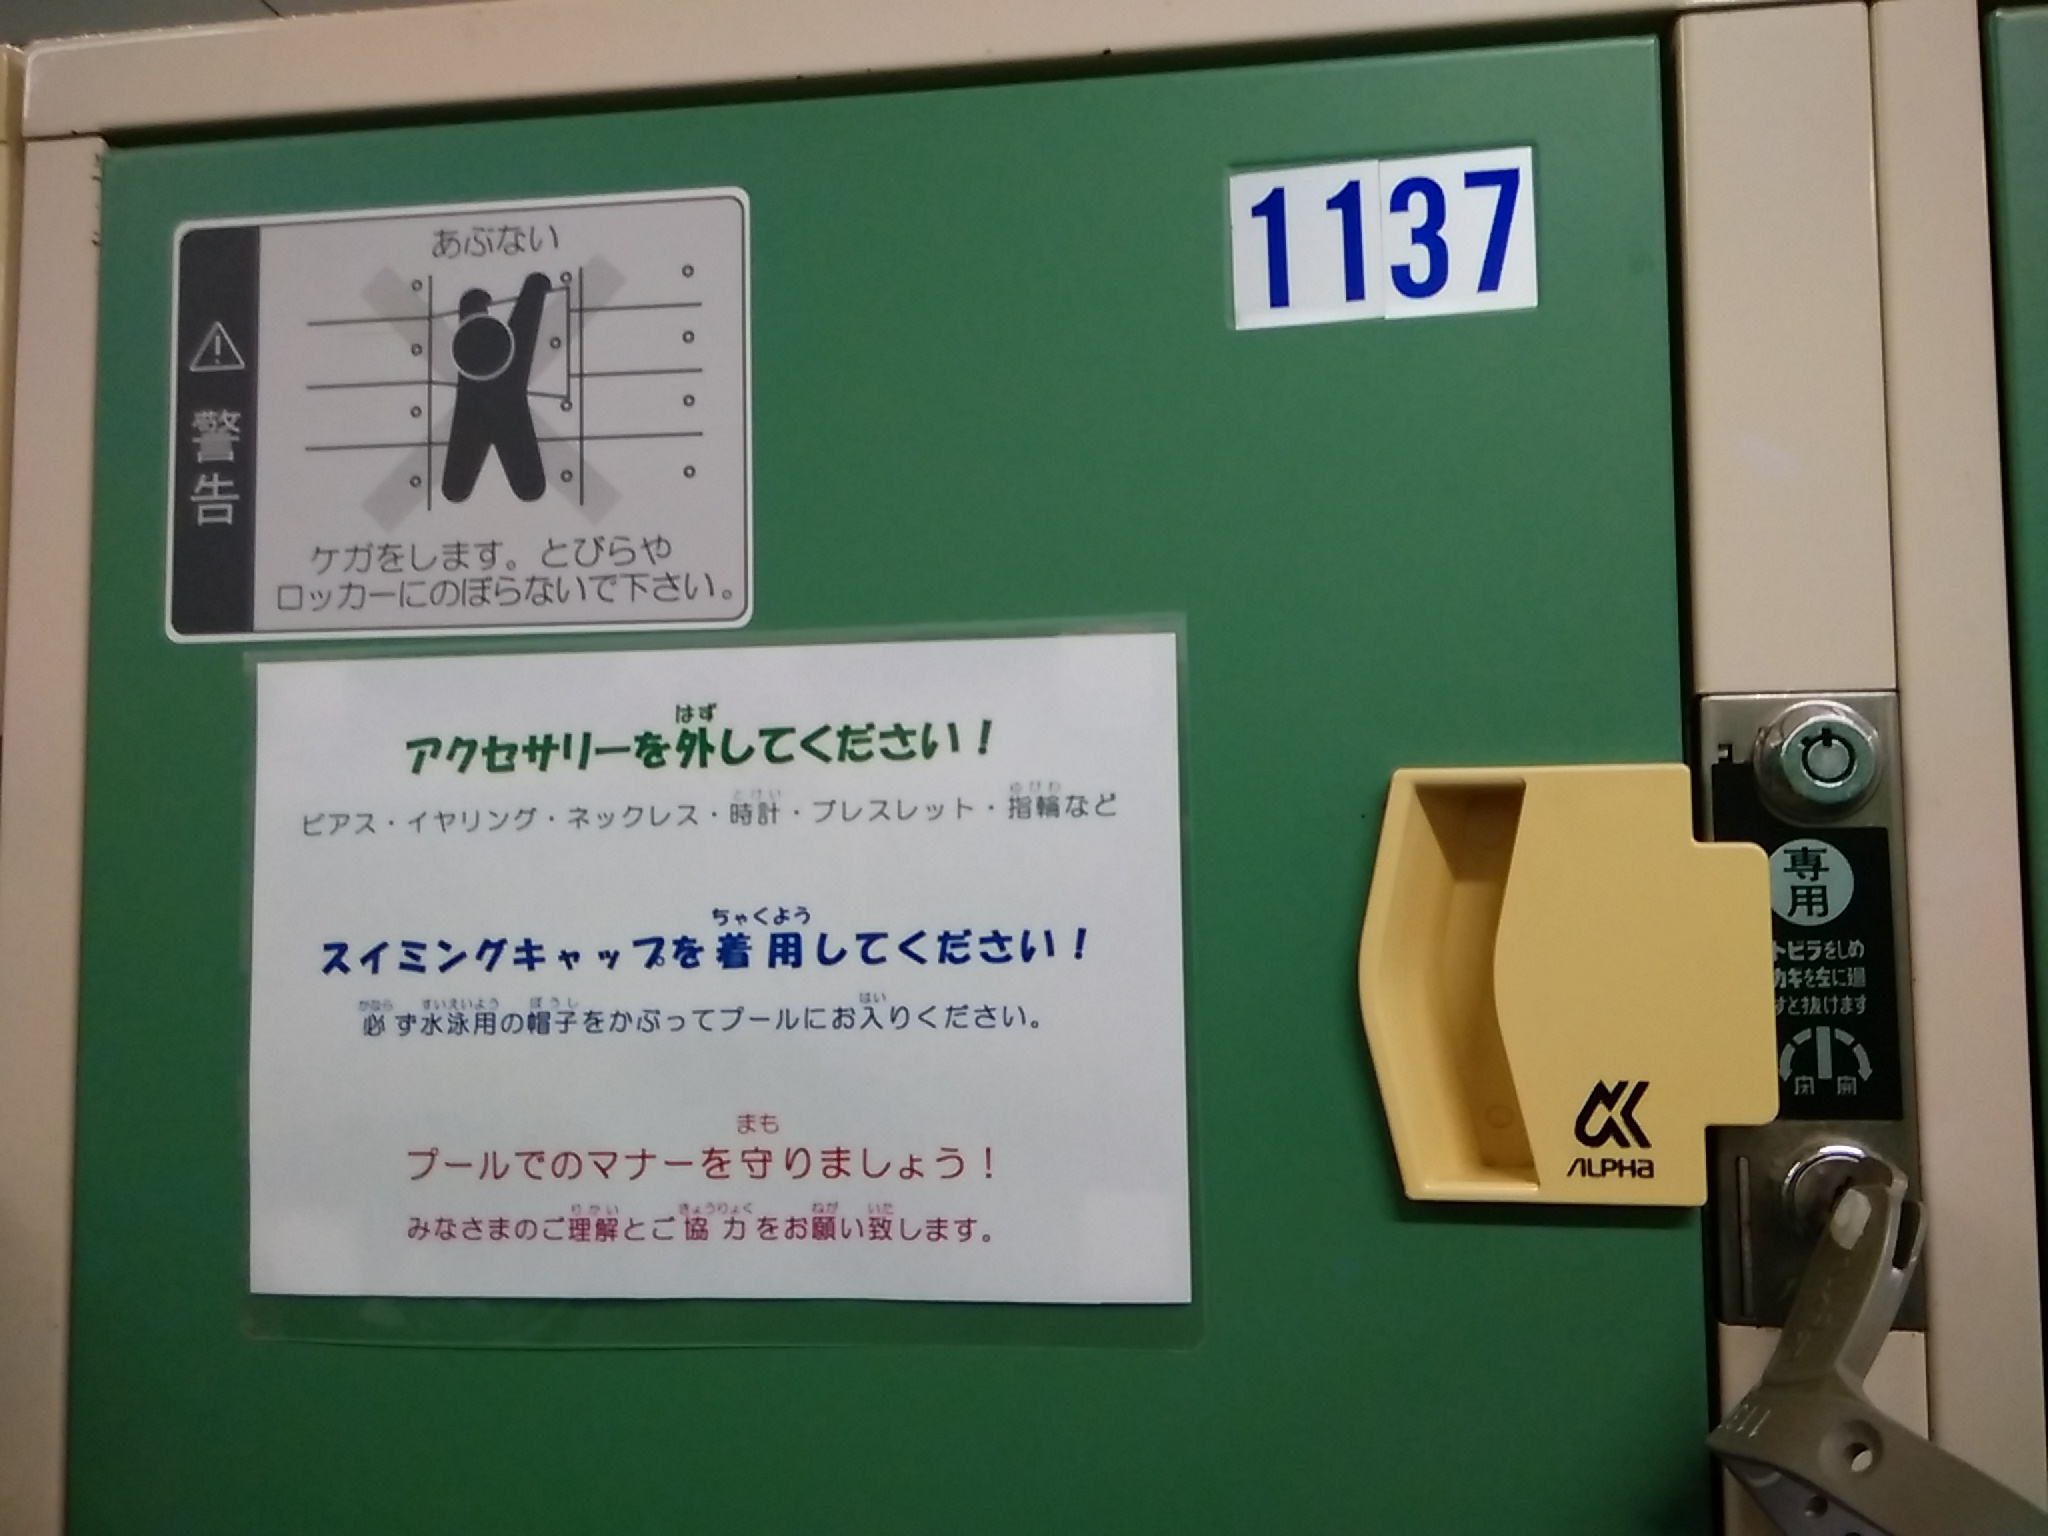 あぶない
警告
ケガをします。とびらや
ロッカーにのぼらないで下さい。
1137
はず
アクセサリーを外してください！
とけい ゆびわ
ピアス・イヤリング・ネックレス・時計・ブレスレット・指輪など
ちゃくよう
スイミングキャップを着用してください！
かなら すいえいよう ぼうし はい
必ず水泳用の帽子をかぶってプールにお入りください。
まも
プールでのマナーを守りましょう！
りかい きょうりょく ねが いた
みなさまのご理解とご協力をお願い致します。
ALPHa
専用
トビラをしめ
カギを左に廻
すと抜けます
閉 開